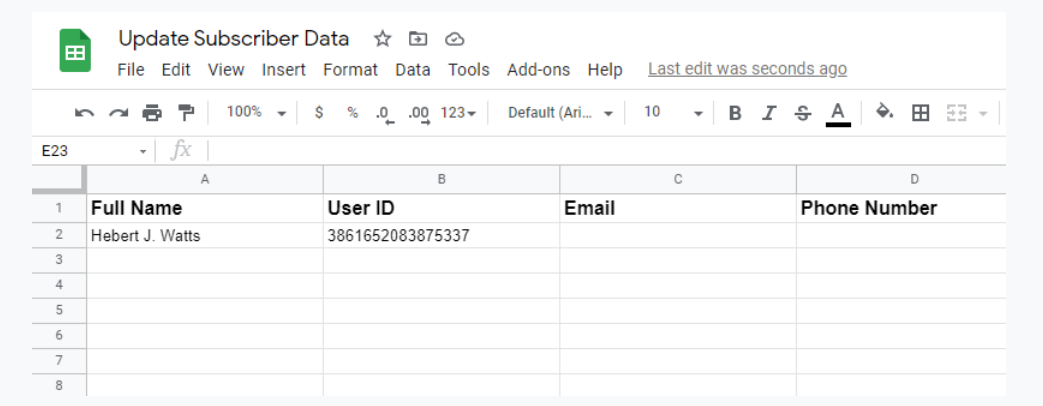 Update Subscriber Data
File Edit View Insert Format Data Tools Add-ons Help Last edit was seconds ago
100% $ % .0 .00 123 Default (Ari... 10 B I S A
E23 fx
A B C D
1 Full Name User ID Email Phone Number
2 Hebert J. Watts 3861652083875337
3
4
5
6
7
8